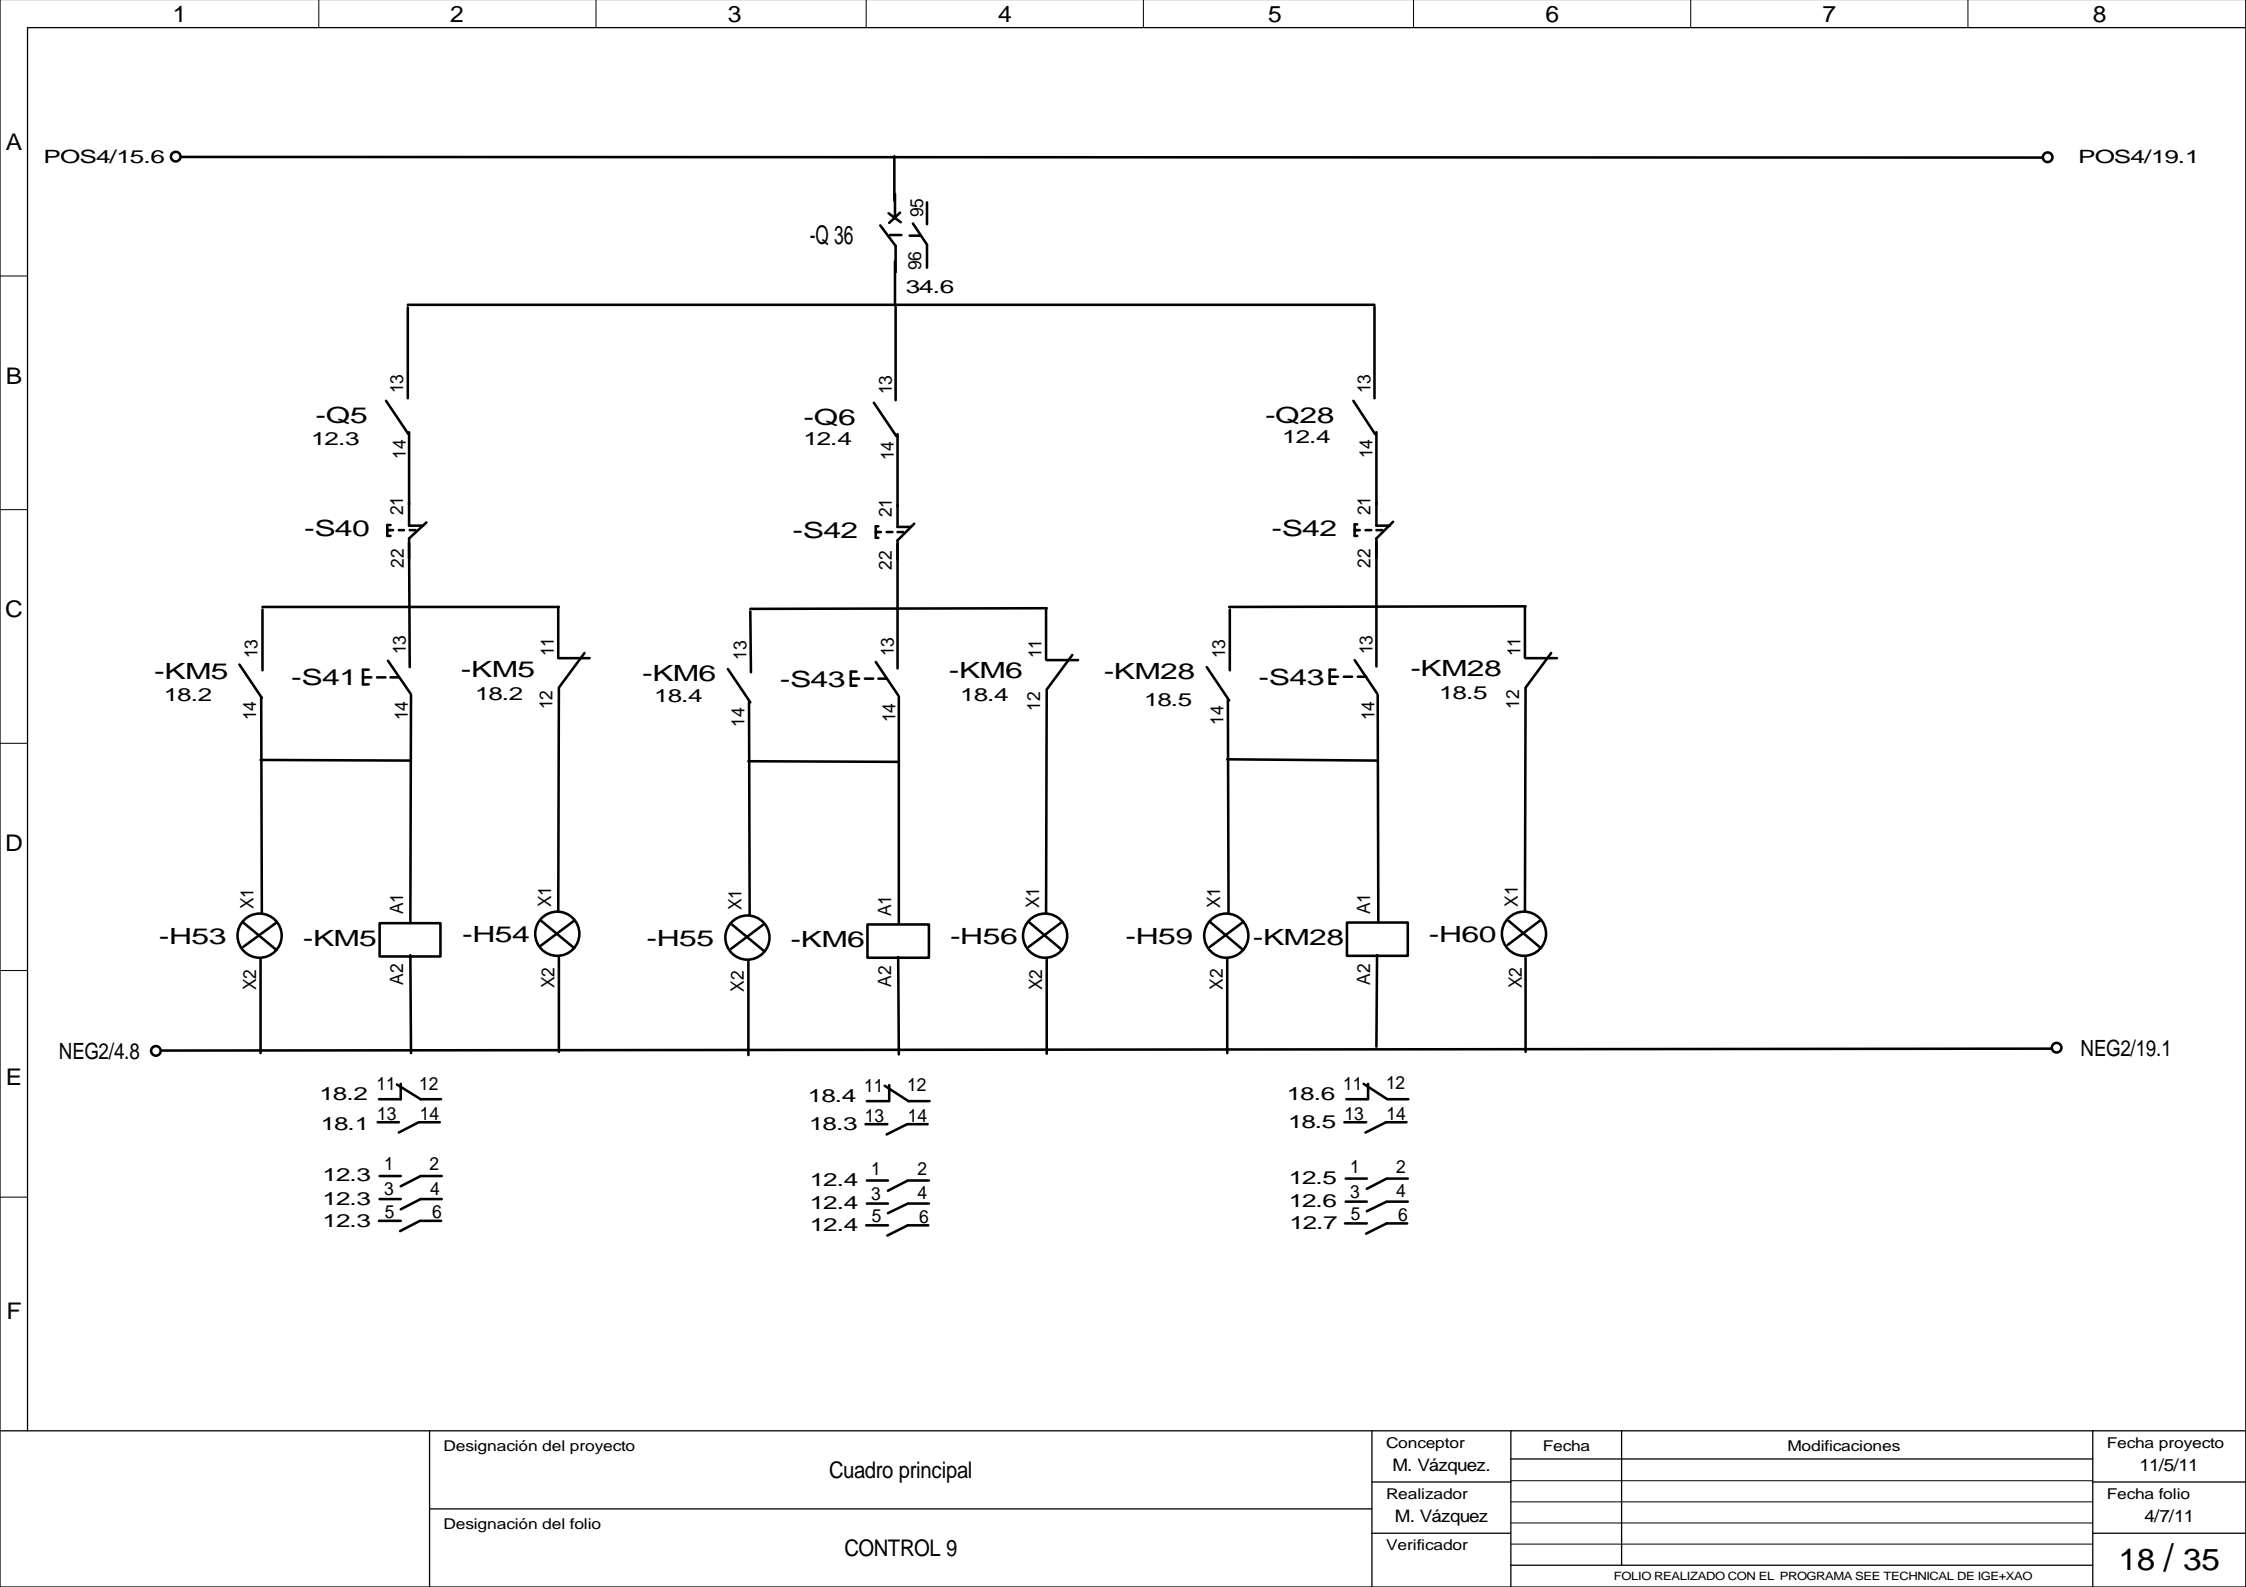 1 2 3 4 5 6 7 8
A
POS4/15.6 POS4/19.1
95
-Q 36
96
34.6
B
13 13 13
-Q5 -Q6 -Q28
12.3 12.4 12.4
14 14 14
21 21 21
-S40 -S42 -S42
22 22 22
C
13 13 11 13 13 11 13 13 11
-KM5 -S41 -KM5 -KM6 -S43 -KM6 -KM28 -S43 -KM28
18.2 18.2 18.4 18.4 18.5 18.5
14 14 12 14 14 12 14 14 12
D
X1 A1 X1 X1 A1 X1 X1 A1 X1
-H53 -KM5 -H54 -H55 -KM6 -H56 -H59 -KM28 -H60
X2 A2 X2 X2 A2 X2 X2 A2 X2
NEG2/4.8 NEG2/19.1
E
18.2 11 12 18.4 11 12 18.6 11 12
18.1 13 14 18.3 13 14 18.5 13 14
12.3 1 2 12.4 1 2 12.5 1 2
12.3 3 4 12.4 3 4 12.6 3 4
12.3 5 6 12.4 5 6 12.7 5 6
F
Designación del proyecto
Cuadro principal
Designación del folio
CONTROL 9
Conceptor
M. Vázquez.
Realizador
M. Vázquez
Verificador
Fecha
Modificaciones
FOLIO REALIZADO CON EL PROGRAMA SEE TECHNICAL DE IGE+XAO
Fecha proyecto
11/5/11
Fecha folio
4/7/11
18 / 35